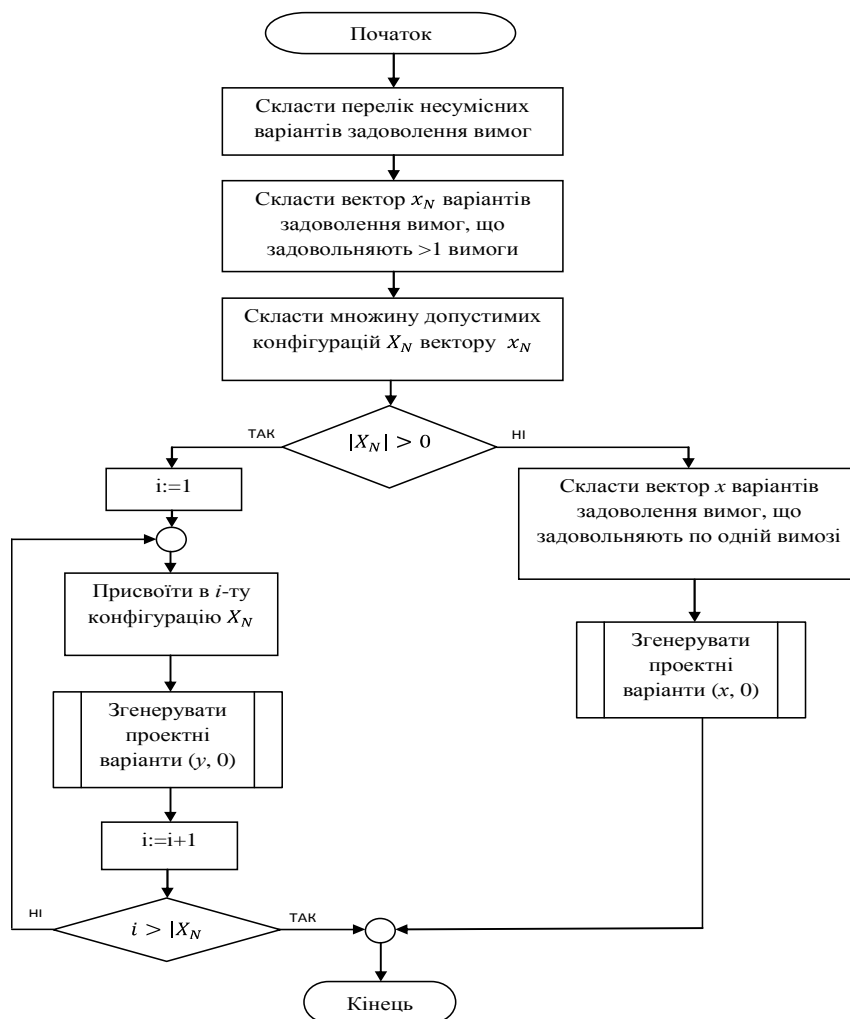 Початок
Скласти перелік несумісних
варіантів задоволення вимог
Скласти вектор x_N варіантів
задоволення вимог, що
задовольняють >1 вимоги
Скласти множину допустимих
конфігурацій X_N вектору x_N
|X_N| > 0
ТАК
НІ
i:=1
Скласти вектор x варіантів
задоволення вимог, що
задовольняють по одній вимозі
Присвоїти в i-ту
конфігурацію X_N
Згенерувати
проектні
варіанти (x, 0)
Згенерувати
проектні
варіанти (y, 0)
i:=i+1
НІ
i > |X_N
ТАК
Кінець